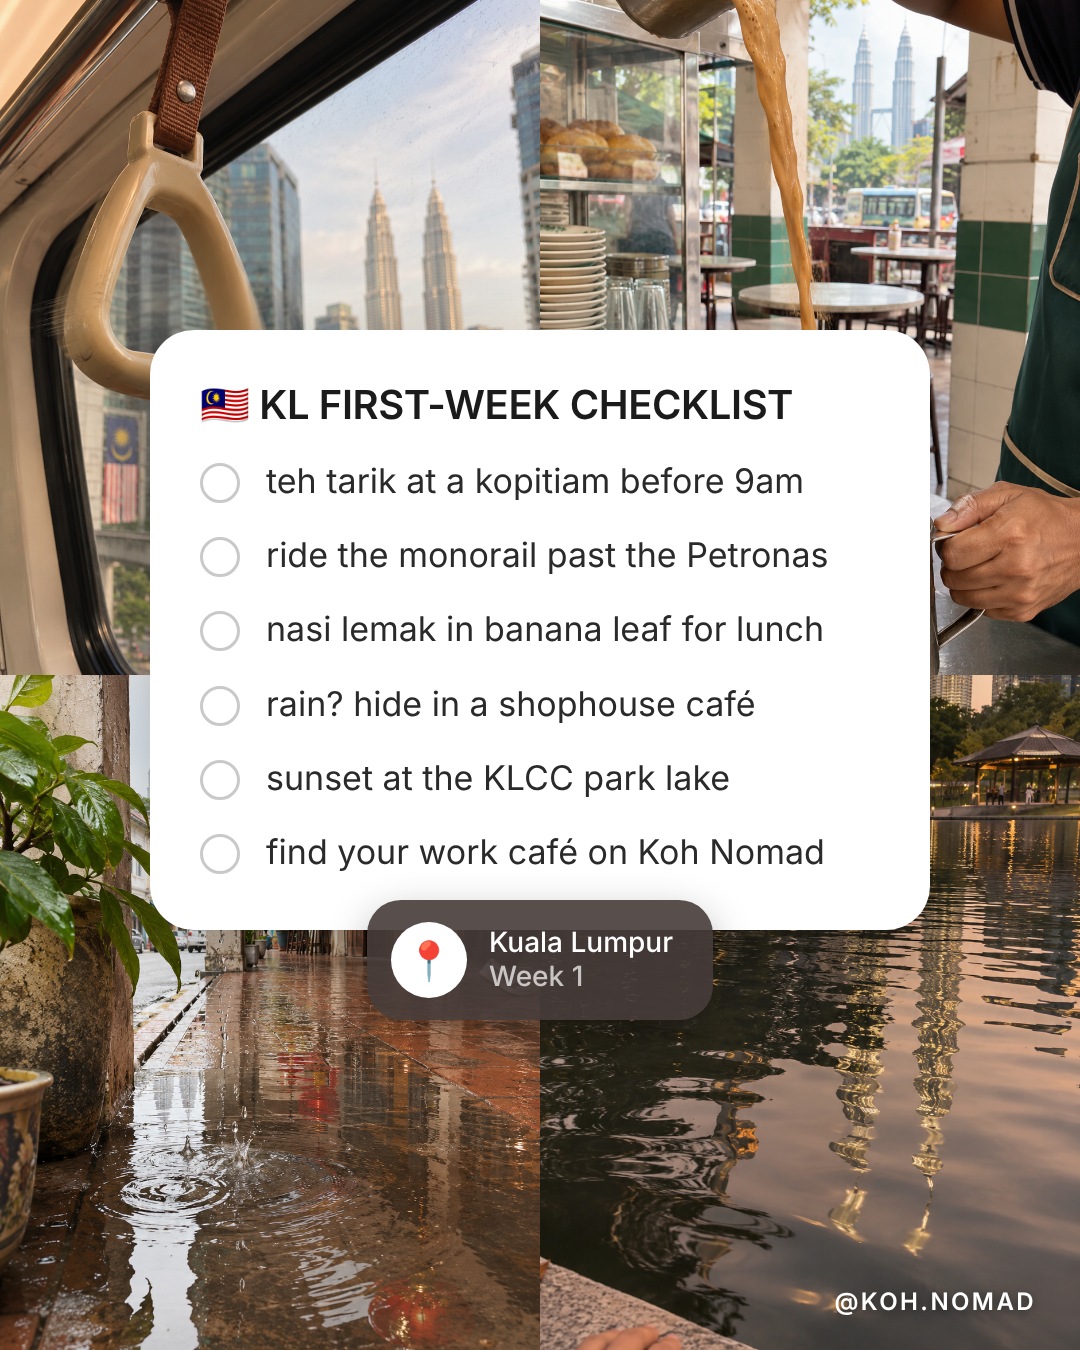 🇲🇾 KL FIRST-WEEK CHECKLIST
teh tarik at a kopitiam before 9am
ride the monorail past the Petronas
nasi lemak in banana leaf for lunch
rain? hide in a shophouse café
sunset at the KLCC park lake
find your work café on Koh Nomad
Kuala Lumpur
Week 1
@KOH.NOMAD